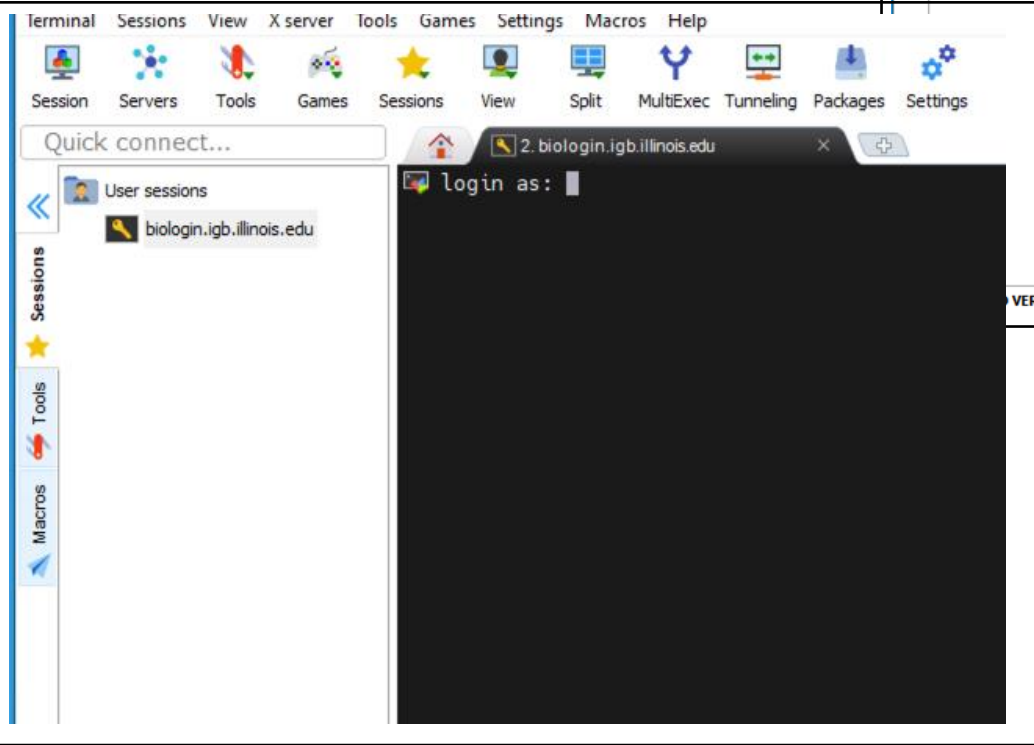 Terminal Sessions View X server Tools Games Settings Macros Help
Session Servers Tools Games Sessions View Split MultiExec Tunneling Packages Settings
Quick connect...
2. biologin.igb.illinois.edu
User sessions
biologin.igb.illinois.edu
login as:
Sessions
Tools
Macros
VER